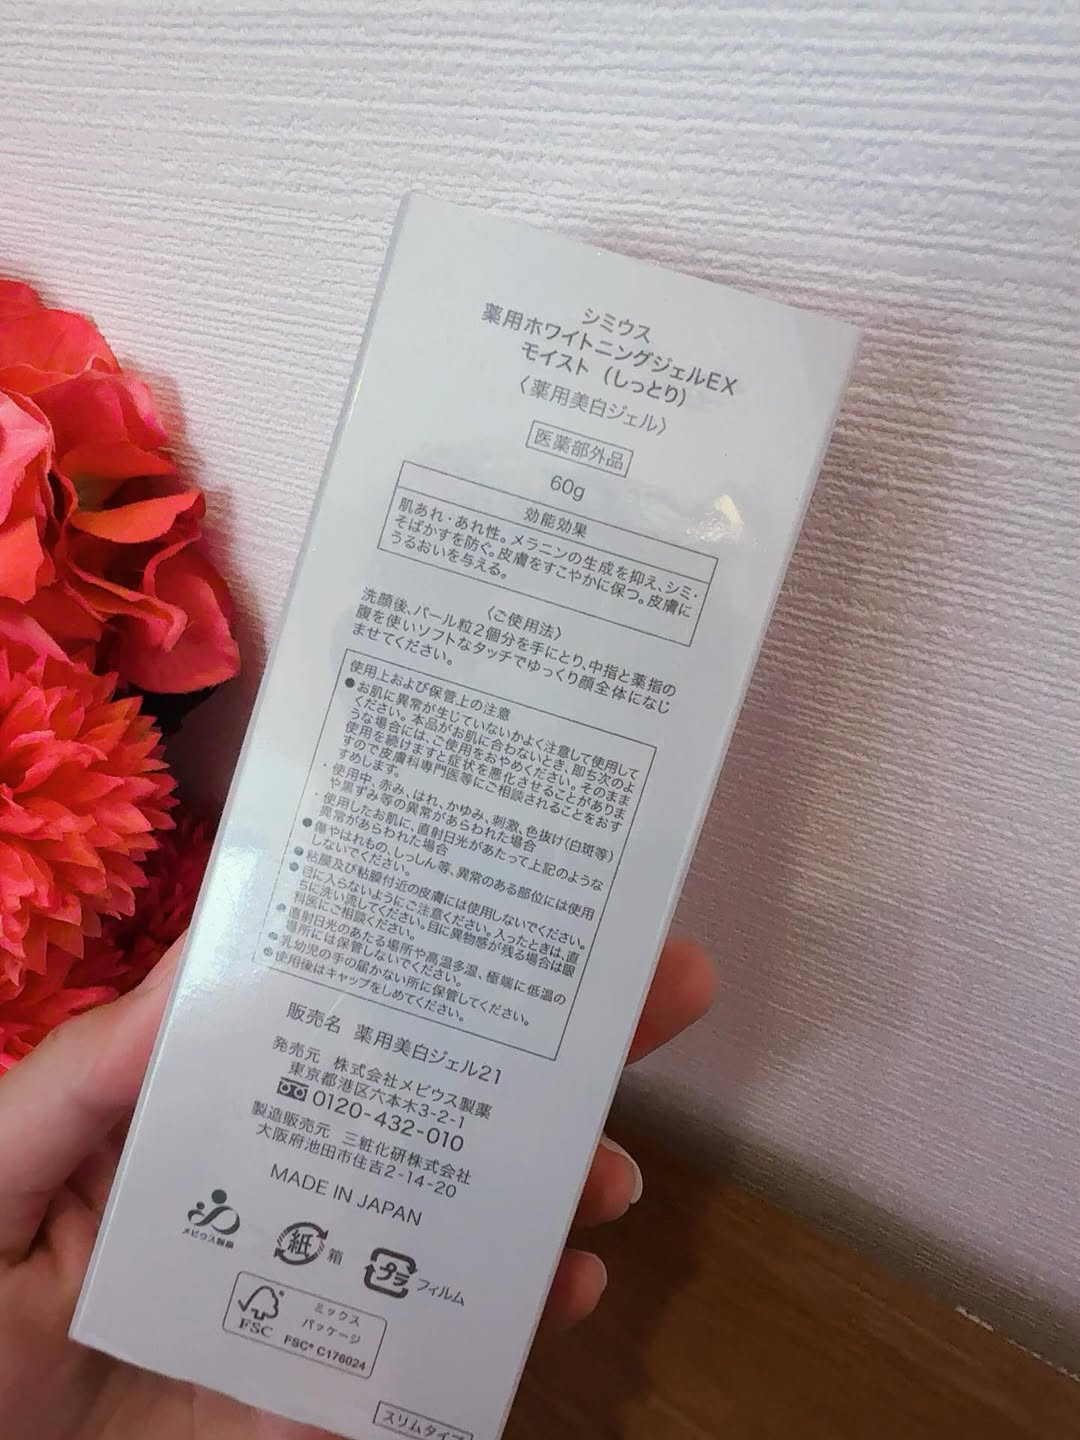 シミウス
薬用ホワイトニングジェルEX
モイスト（しっとり）
〈薬用美白ジェル〉
医薬部外品
60g
効能効果
肌あれ・あれ性。メラニンの生成を抑え、シミ・
そばかすを防ぐ。皮膚をすこやかに保つ。皮膚に
うるおいを与える。
〈ご使用法〉
洗顔後、パール粒2個分を手にとり、中指と薬指の
腹を使いソフトなタッチでゆっくり顔全体になじ
ませてください。
使用上および保管上の注意
●お肌に異常が生じていないかよく注意して使用して
ください。本品がお肌に合わないとき、即ち次のよ
うな場合には、ご使用をおやめください。そのまま
使用を続けますと症状を悪化させることがありま
すので皮膚科専門医等にご相談されることをおす
すめします。
・使用中、赤み、はれ、かゆみ、刺激、色抜け（白斑等）
や黒ずみ等の異常があらわれた場合
・使用したお肌に、直射日光があたって上記のような
異常があらわれた場合
●傷やはれもの、しっしん等、異常のある部位には使用
しないでください。
●粘膜及び粘膜付近の皮膚には使用しないでください。
●目に入らないようにご注意ください。入ったときは、直
ちに洗い流してください。目に異物感が残る場合は眼
科医にご相談ください。
●直射日光のあたる場所や高温多湿、極端に低温の
場所には保管しないでください。
●乳幼児の手の届かない所に保管してください。
●使用後はキャップをしめてください。
販売名 薬用美白ジェル21
発売元 株式会社メビウス製薬
東京都港区六本木3-2-1
0120-432-010
製造販売元 三粧化研株式会社
大阪府池田市住吉2-14-20
MADE IN JAPAN
メビウス製薬
紙 箱
プラ フィルム
FSC
ミックス
パッケージ
FSC® C176024
スリムタイプ